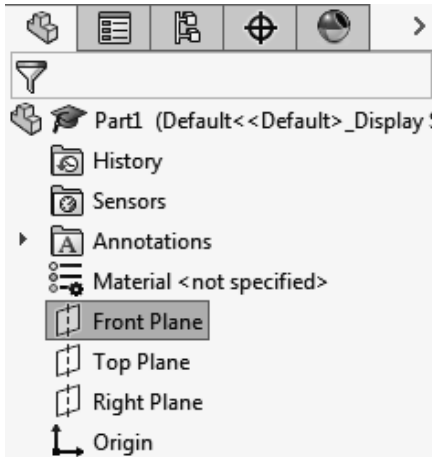 Part1 (Default<<Default>_Display
History
Sensors
A Annotations
Material <not specified>
Front Plane
Top Plane
Right Plane
Origin